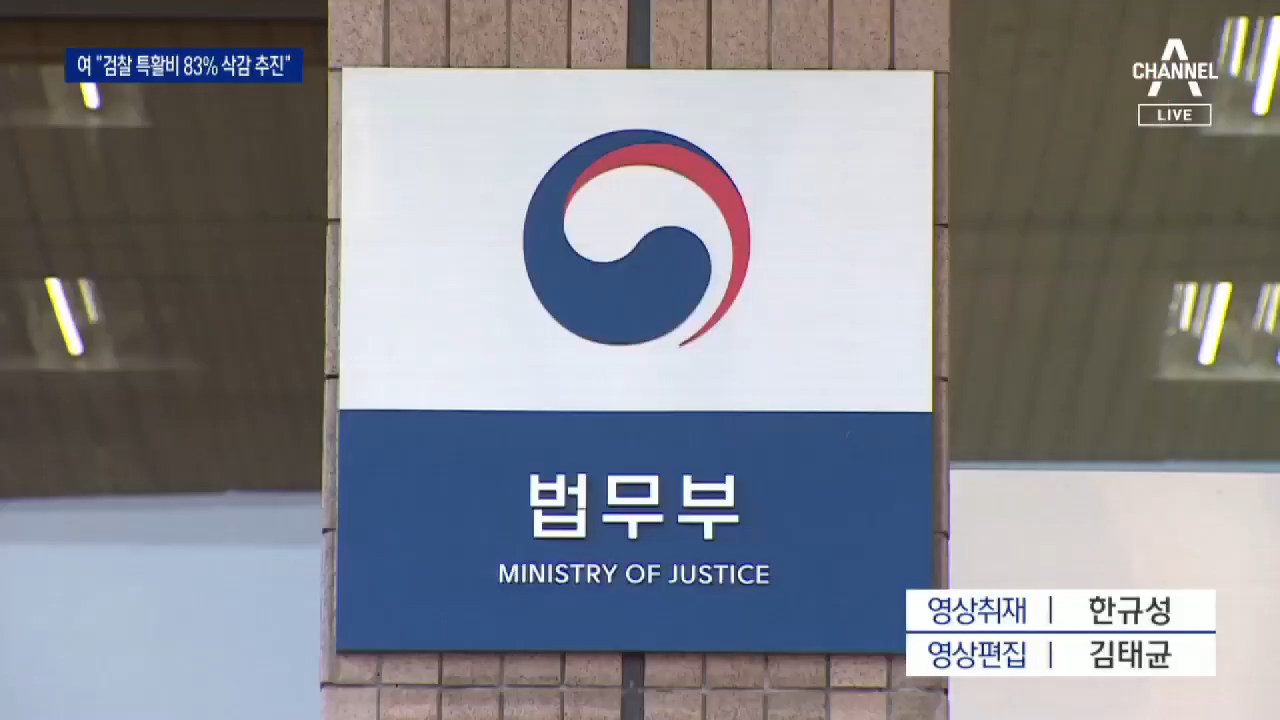 여 "검찰 특활비 83% 삭감 추진"
CHANNEL A
LIVE
법무부
MINISTRY OF JUSTICE
영상취재 | 한규성
영상편집 | 김태균